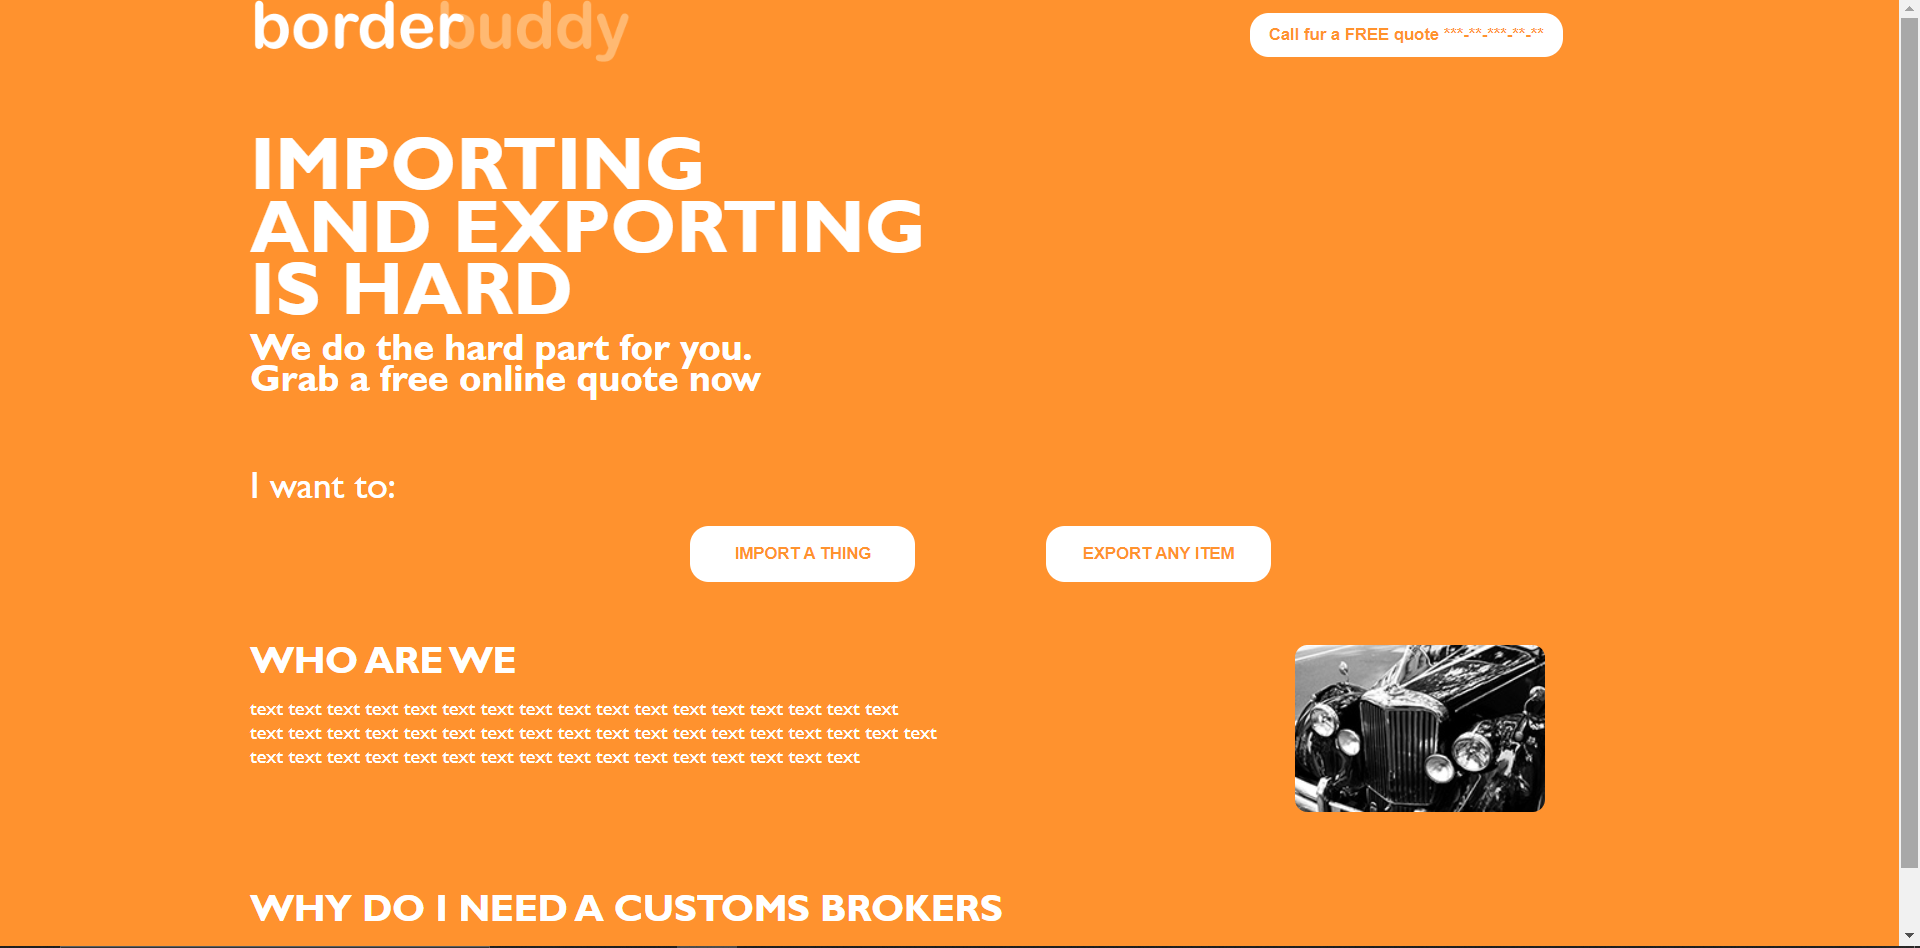 borderbuddy
Call fur a FREE quote ***-**-***-**-**
IMPORTING
AND EXPORTING
IS HARD
We do the hard part for you.
Grab a free online quote now
I want to:
IMPORT A THING
EXPORT ANY ITEM
WHO ARE WE
text text text text text text text text text text text text text text text text text
text text text text text text text text text text text text text text text text text text
text text text text text text text text text text text text text text text text
WHY DO I NEED A CUSTOMS BROKERS